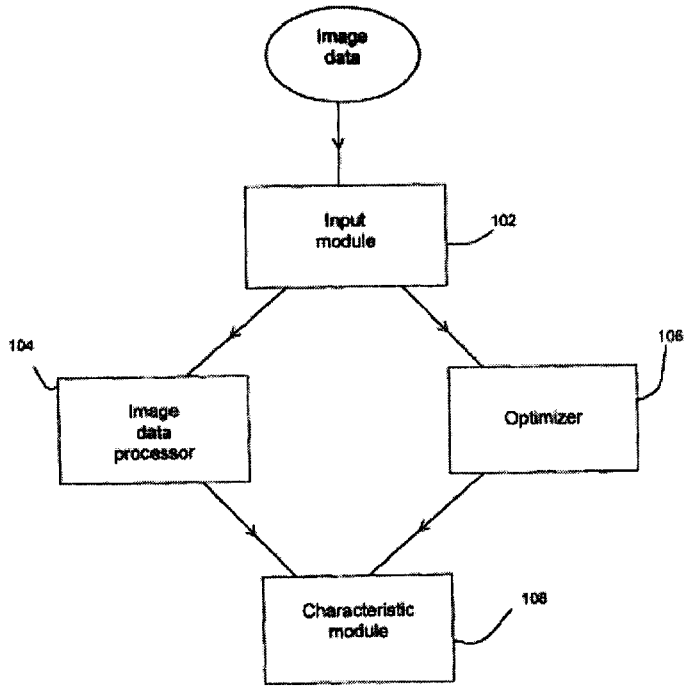 Image
data
Input
module
102
104
106
Image
data
processor
Optimizer
Characteristic
module
108